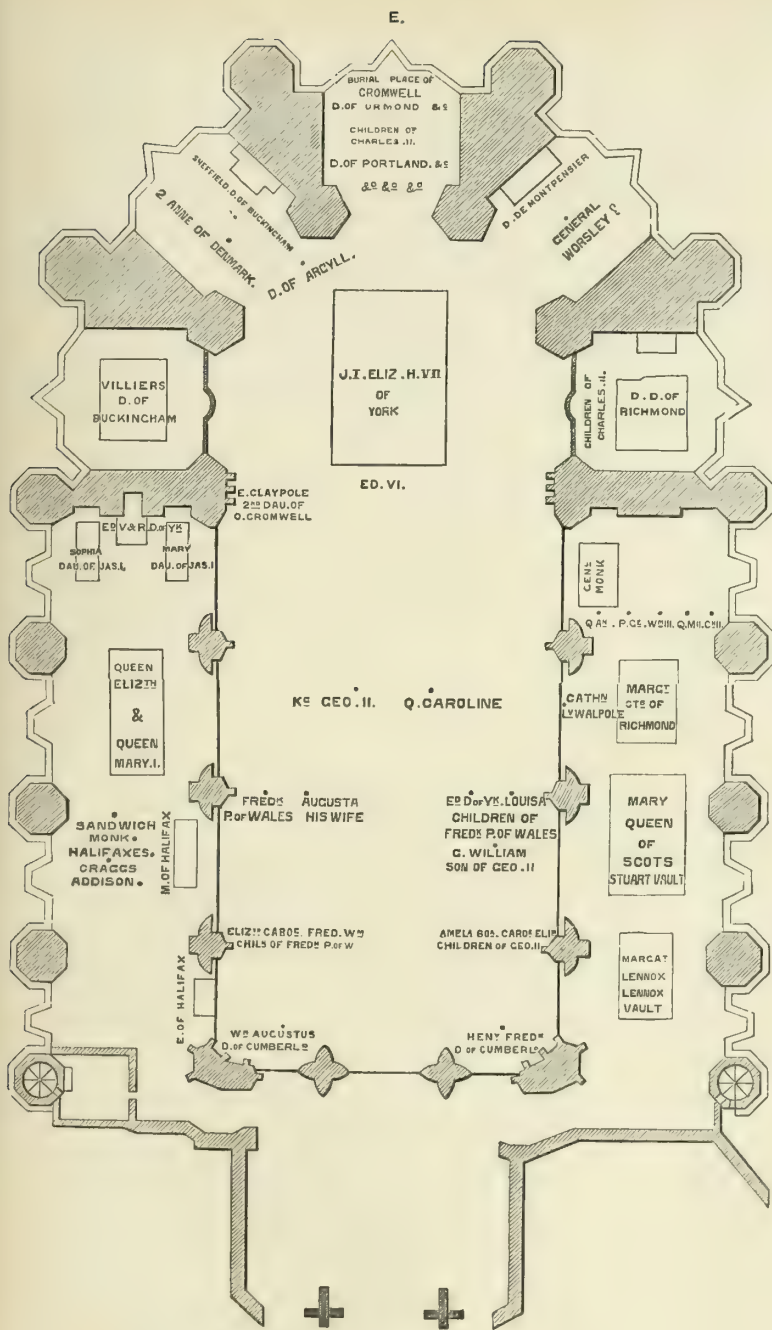 E.
BURIAL PLACE OF
CROMWELL
D. OF URMOND &c
CHILDREN OF
CHARLES. II.
D. OF PORTLAND. &c
&c &c &c
SHEFFIELD. D. OF BUCKINGHAM
2 ANNE OF DENMARK.
D. OF ARGYLL.
D. DE MONTPENSIER
GENERAL
WORSLEY ?
VILLIERS
D. OF
BUCKINGHAM
J.I. ELIZ. H.VII
OF
YORK
ED. VI.
CHILDREN OF
CHARLES. II.
D. D. OF
RICHMOND
E. CLAYPOLE
2ND DAU. OF
O. CROMWELL
ED V & R. D. OF YK
SOPHIA
DAU. OF JAS. I.
MARY
DAU. OF JAS. I
GENL
MONK
Q AN. P. GE. WM III. Q. M II. C II.
QUEEN
ELIZTH
&
QUEEN
MARY. I.
KG GEO. II. Q. CAROLINE
CATHN
LY WALPOLE
MARGT
CTS OF
RICHMOND
FREDK AUGUSTA
P. OF WALES HIS WIFE
ED D OF YK. LOUISA
CHILDREN OF
FREDK P. OF WALES
G. WILLIAM
SON OF GEO. II
MARY
QUEEN
OF
SCOTS
STUART VAULT
SANDWICH
MONK.
HALIFAXES.
CRAGGS
ADDISON.
M. OF HALIFAX
ELIZTH CAROE. FRED. WM
CHILN OF FREDK P. OF W
AMELA CAROE ELIZ
CHILDREN OF GEO. II
MARGAT
LENNOX
LENNOX
VAULT
E. OF HALIFAX
WM AUGUSTUS
D. OF CUMBERLD
HENY FREDK
D OF CUMBERLD